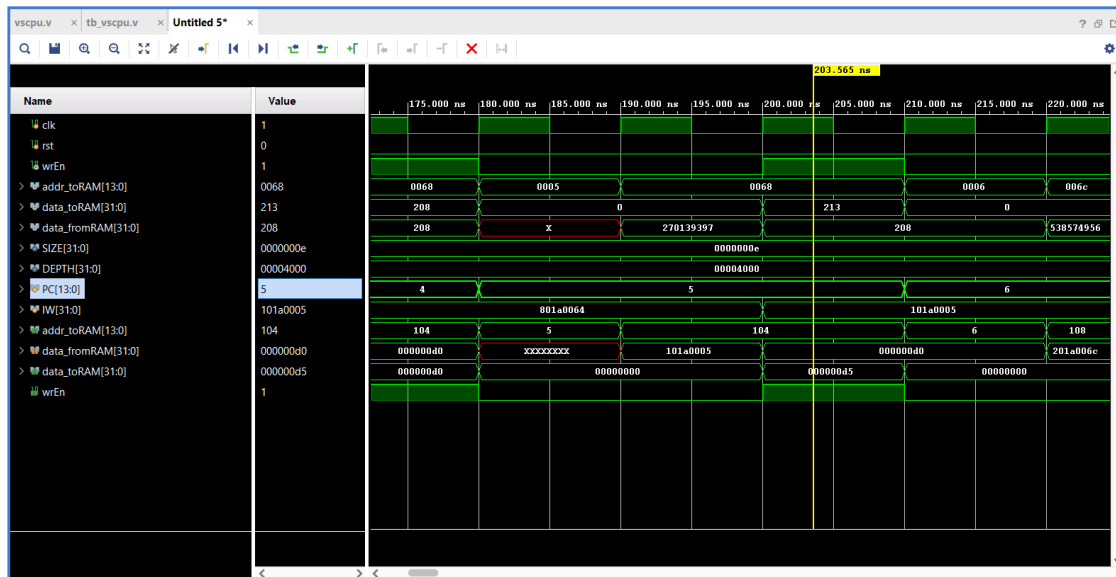 vscpu.v × tb_vscpu.v × Untitled 5* ×
?
203.565 ns
Name Value
175.000 ns 180.000 ns 185.000 ns 190.000 ns 195.000 ns 200.000 ns 205.000 ns 210.000 ns 215.000 ns 220.000 ns
clk 1
rst 0
wrEn 1
addr_toRAM[13:0] 0068 0068 0005 0068 0006 006c
data_toRAM[31:0] 213 208 0 213 0
data_fromRAM[31:0] 208 208 X 270139397 208 538574956
SIZE[31:0] 0000000e 0000000e
DEPTH[31:0] 00004000 00004000
PC[13:0] 5 4 5 6
IW[31:0] 101a0005 801a0064 101a0005
addr_toRAM[13:0] 104 104 5 104 6 108
data_fromRAM[31:0] 000000d0 000000d0 XXXXXXXX 101a0005 000000d0 201a006c
data_toRAM[31:0] 000000d5 000000d0 00000000 000000d5 00000000
wrEn 1